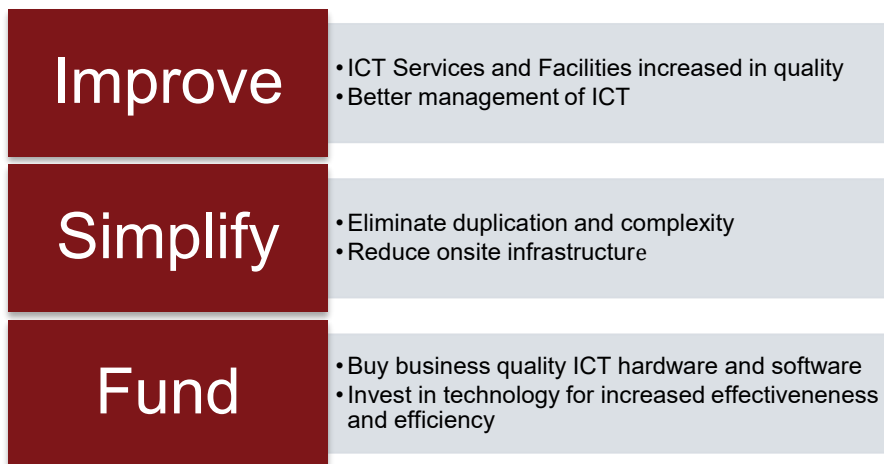 Improve
• ICT Services and Facilities increased in quality
• Better management of ICT
Simplify
• Eliminate duplication and complexity
• Reduce onsite infrastructure
Fund
• Buy business quality ICT hardware and software
• Invest in technology for increased effectiveneness
and efficiency